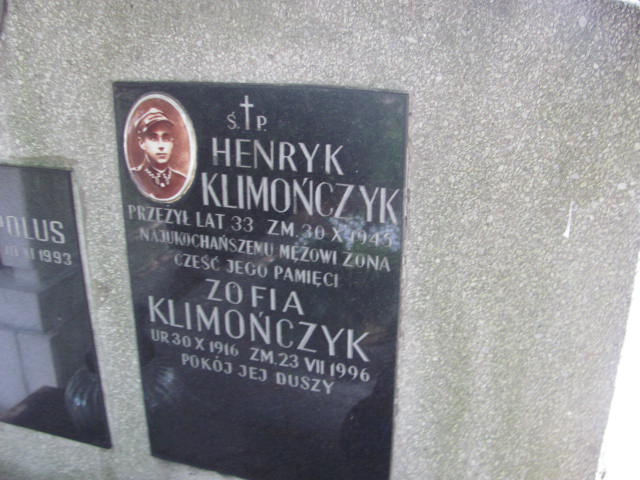 Ś.†P.
HENRYK
KLIMOŃCZYK
PRZEŻYŁ LAT 33 ZM. 30 X 1945
NAJUKOCHAŃSZEMU MĘŻOWI ŻONA
CZEŚĆ JEGO PAMIĘCI
ZOFIA
KLIMOŃCZYK
UR 30 X 1916 ZM. 23 VII 1996
POKÓJ JEJ DUSZY
OLUS
1993